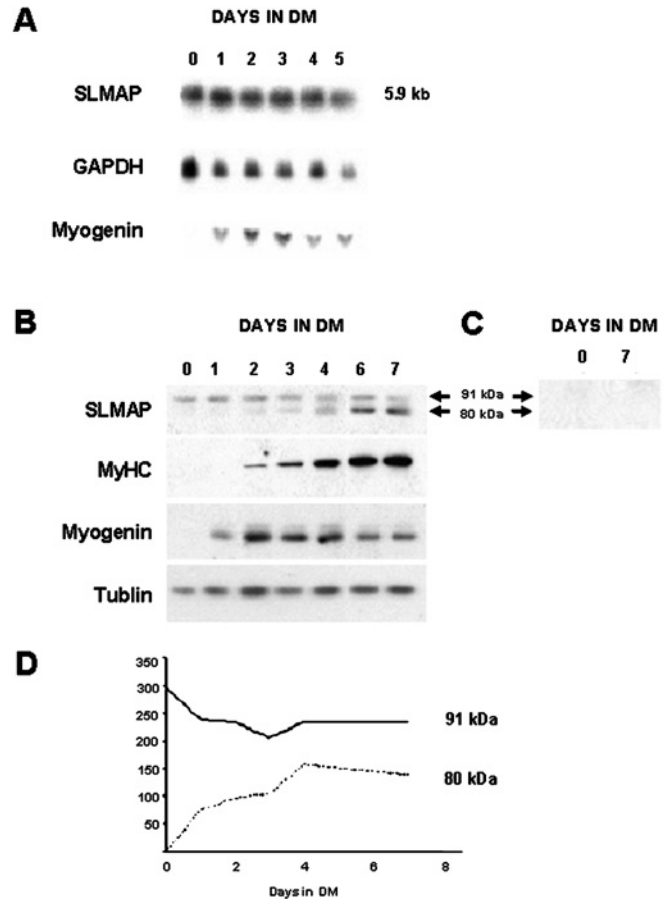 A
DAYS IN DM
0 1 2 3 4 5
SLMAP 5.9 kb
GAPDH
Myogenin
B
DAYS IN DM
0 1 2 3 4 6 7
SLMAP
91 kDa
80 kDa
MyHC
Myogenin
Tublin
C
DAYS IN DM
0 7
D
350
300
250
200
150
100
50
91 kDa
80 kDa
0 2 4 6 8
Days in DM